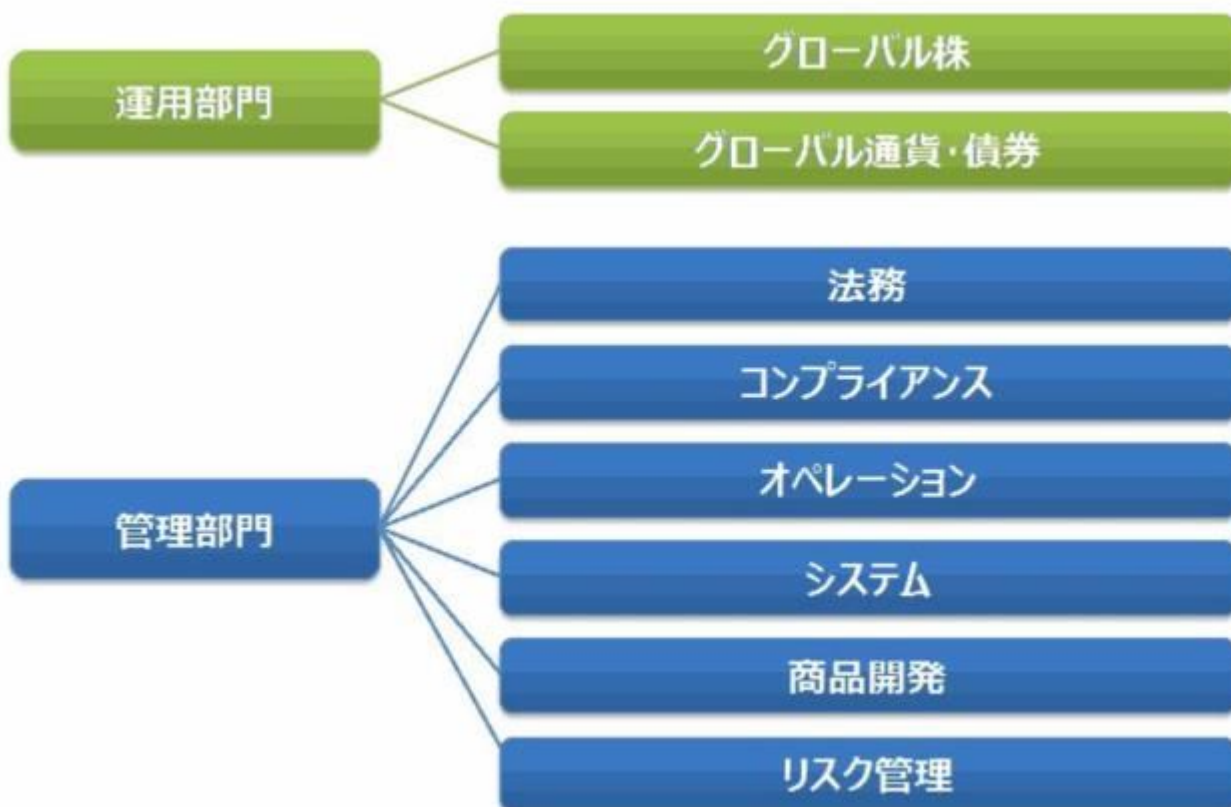 運用部門
グローバル株
グローバル通貨・債券
管理部門
法務
コンプライアンス
オペレーション
システム
商品開発
リスク管理